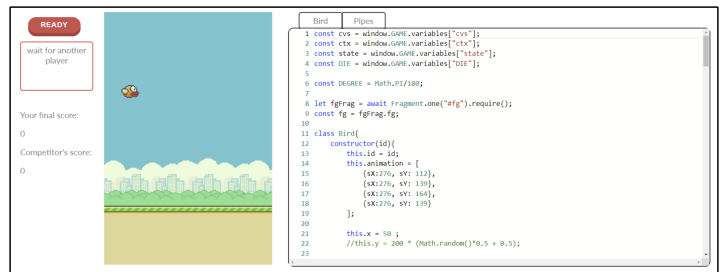 READY
wait for another
player
Your final score:
0
Competitor's score:
0
Bird
Pipes
1 const cvs = window.GAME.variables["cvs"];
2 const ctx = window.GAME.variables["ctx"];
3 const state = window.GAME.variables["state"];
4 const DIE = window.GAME.variables["DIE"];
5
6 const DEGREE = Math.PI/180;
7
8 let fgFrag = await Fragment.one("#fg").require();
9 const fg = fgFrag.fg;
10
11 class Bird{
12     constructor(id){
13         this.id = id;
14         this.animation = [
15             {sX:276, sY: 112},
16             {sX:276, sY: 139},
17             {sX:276, sY: 164},
18             {sX:276, sY: 139}
19         ];
20
21         this.x = 50 ;
22         //this.y = 200 * (Math.random()*0.5 + 0.5);
23